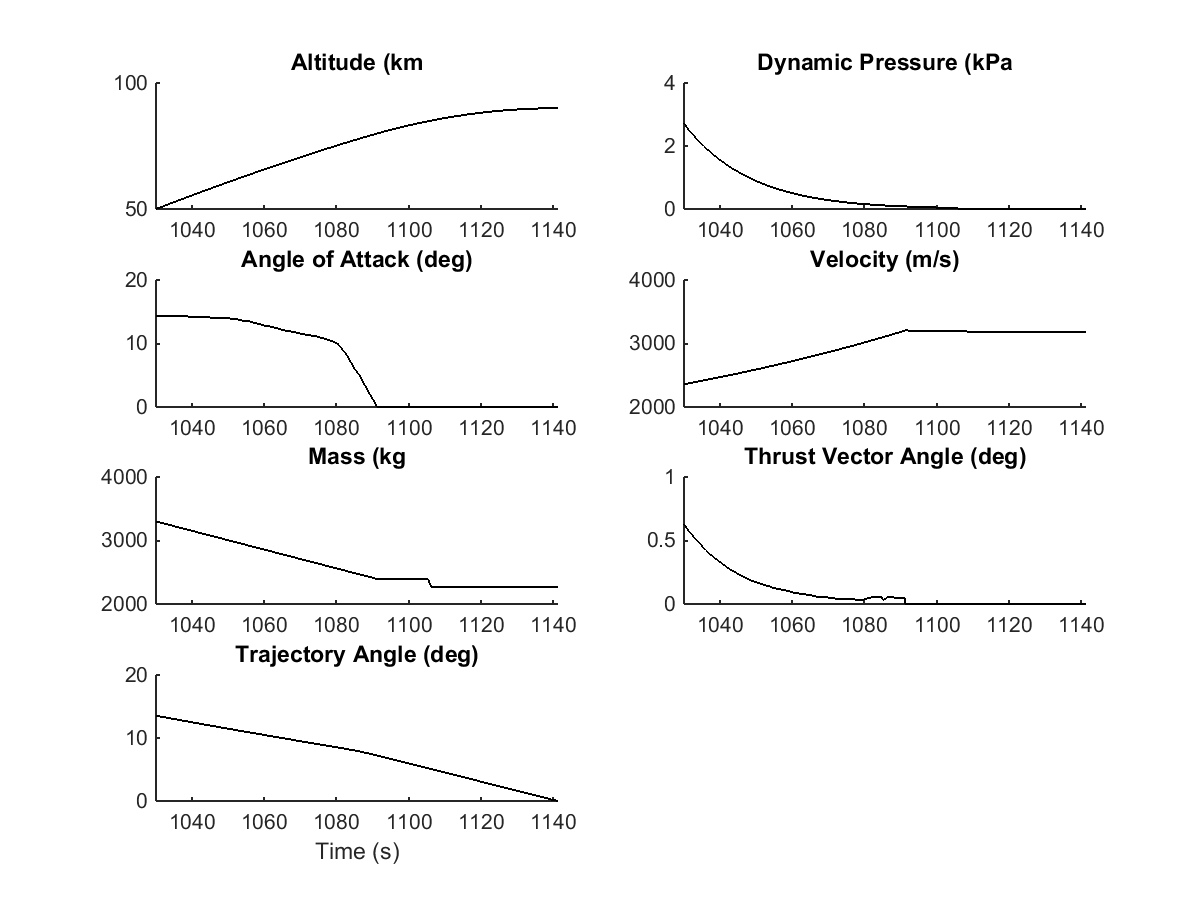 Altitude (km
100
50
1040 1060 1080 1100 1120 1140
Dynamic Pressure (kPa
4
2
0
1040 1060 1080 1100 1120 1140
Angle of Attack (deg)
20
10
0
1040 1060 1080 1100 1120 1140
Velocity (m/s)
4000
3000
2000
1040 1060 1080 1100 1120 1140
Mass (kg
4000
3000
2000
1040 1060 1080 1100 1120 1140
Thrust Vector Angle (deg)
1
0.5
0
1040 1060 1080 1100 1120 1140
Trajectory Angle (deg)
20
10
0
1040 1060 1080 1100 1120 1140
Time (s)